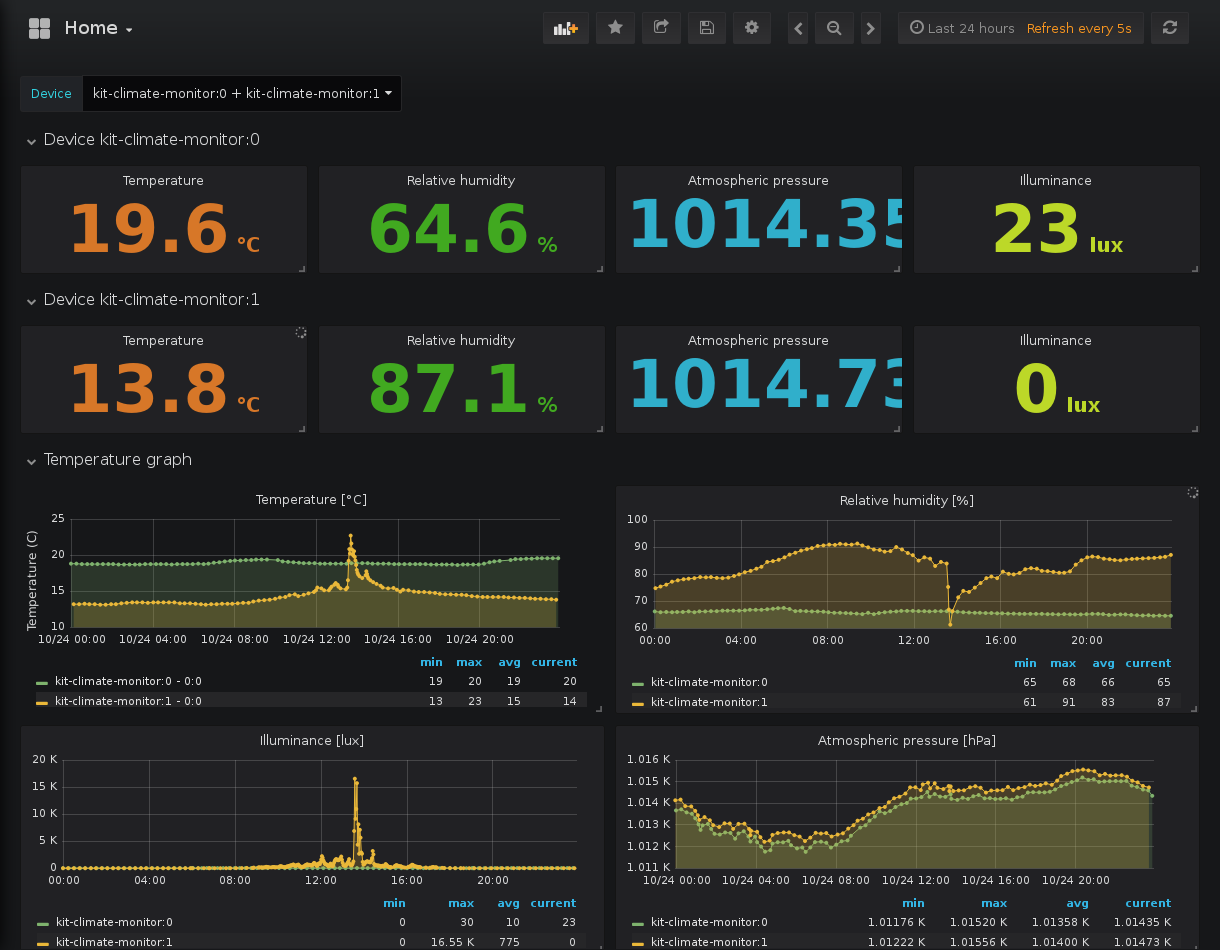 Home
Last 24 hours Refresh every 5s
Device kit-climate-monitor:0 + kit-climate-monitor:1
Device kit-climate-monitor:0
Temperature Relative humidity Atmospheric pressure Illuminance
19.6 °C 64.6 % 1014.35 23 lux
Device kit-climate-monitor:1
Temperature Relative humidity Atmospheric pressure Illuminance
13.8 °C 87.1 % 1014.73 0 lux
Temperature graph
Temperature [°C]
Temperature (C)
25
20
15
10
10/24 00:00 10/24 04:00 10/24 08:00 10/24 12:00 10/24 16:00 10/24 20:00
min max avg current
kit-climate-monitor:0 - 0:0 19 20 19 20
kit-climate-monitor:1 - 0:0 13 23 15 14
Relative humidity [%]
100
90
80
70
60
00:00 04:00 08:00 12:00 16:00 20:00
min max avg current
kit-climate-monitor:0 65 68 66 65
kit-climate-monitor:1 61 91 83 87
Illuminance [lux]
20 K
15 K
10 K
5 K
0
00:00 04:00 08:00 12:00 16:00 20:00
min max avg current
kit-climate-monitor:0 0 30 10 23
kit-climate-monitor:1 0 16.55 K 775 0
Atmospheric pressure [hPa]
1.016 K
1.015 K
1.014 K
1.013 K
1.012 K
1.011 K
10/24 00:00 10/24 04:00 10/24 08:00 10/24 12:00 10/24 16:00 10/24 20:00
min max avg current
kit-climate-monitor:0 1.01176 K 1.01520 K 1.01358 K 1.01435 K
kit-climate-monitor:1 1.01222 K 1.01556 K 1.01400 K 1.01473 K